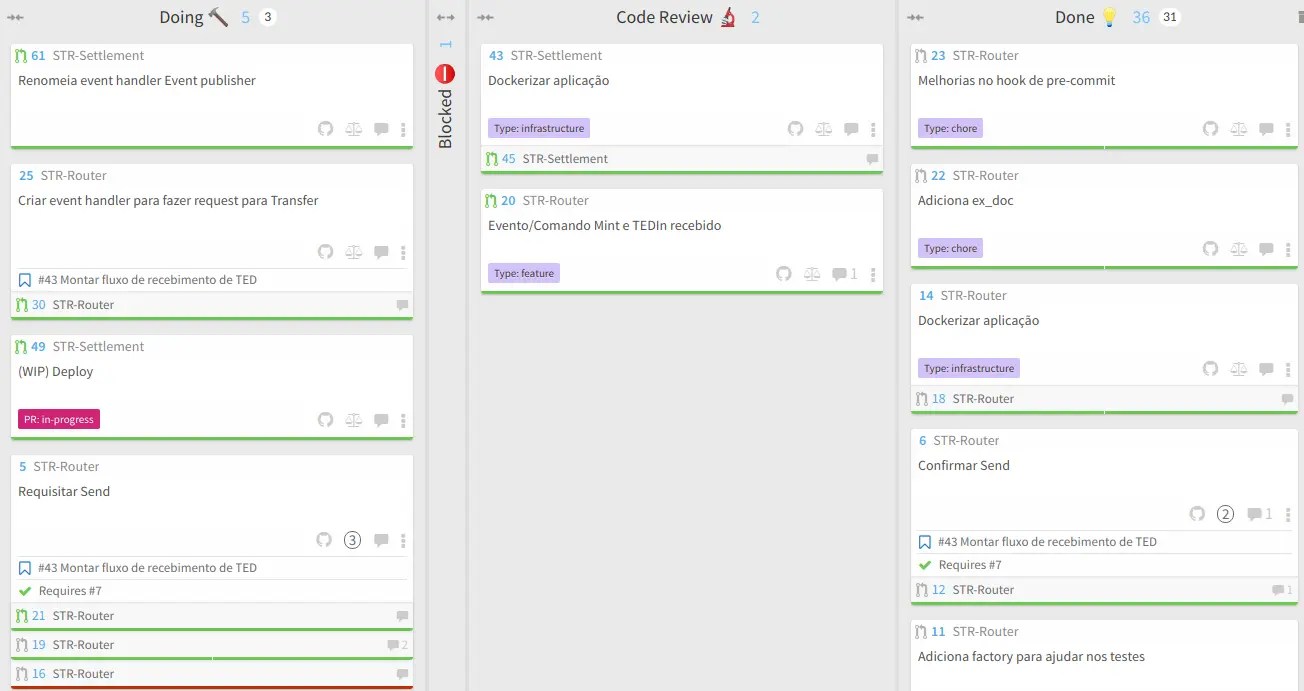 Doing 5 3
61 STR-Settlement
Renomeia event handler Event publisher
25 STR-Router
Criar event handler para fazer request para Transfer
#43 Montar fluxo de recebimento de TED
30 STR-Router
49 STR-Settlement
(WIP) Deploy
PR: in-progress
5 STR-Router
Requisitar Send
3
#43 Montar fluxo de recebimento de TED
Requires #7
21 STR-Router
19 STR-Router 2
16 STR-Router
1
Blocked
Code Review 2
43 STR-Settlement
Dockerizar aplicação
Type: infrastructure
45 STR-Settlement
20 STR-Router
Evento/Comando Mint e TEDIn recebido
Type: feature 1
Done 36 31
23 STR-Router
Melhorias no hook de pre-commit
Type: chore
22 STR-Router
Adiciona ex_doc
Type: chore
14 STR-Router
Dockerizar aplicação
Type: infrastructure
18 STR-Router
6 STR-Router
Confirmar Send
2 1
#43 Montar fluxo de recebimento de TED
Requires #7
12 STR-Router 1
11 STR-Router
Adiciona factory para ajudar nos testes